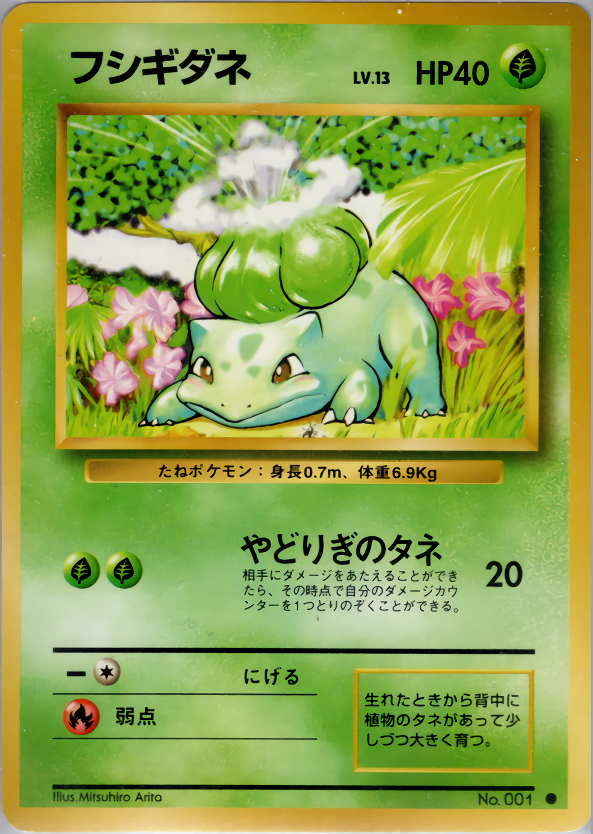 フシギダネ LV.13 HP40
たねポケモン：身長0.7m、体重6.9Kg
やどりぎのタネ 20
相手にダメージをあたえることができ
たら、その時点で自分のダメージカウ
ンターを1つとりのぞくことができる。
− にげる
弱点
生れたときから背中に
植物のタネがあって少
しづつ大きく育つ。
Illus.Mitsuhiro Arita No. 001 ●